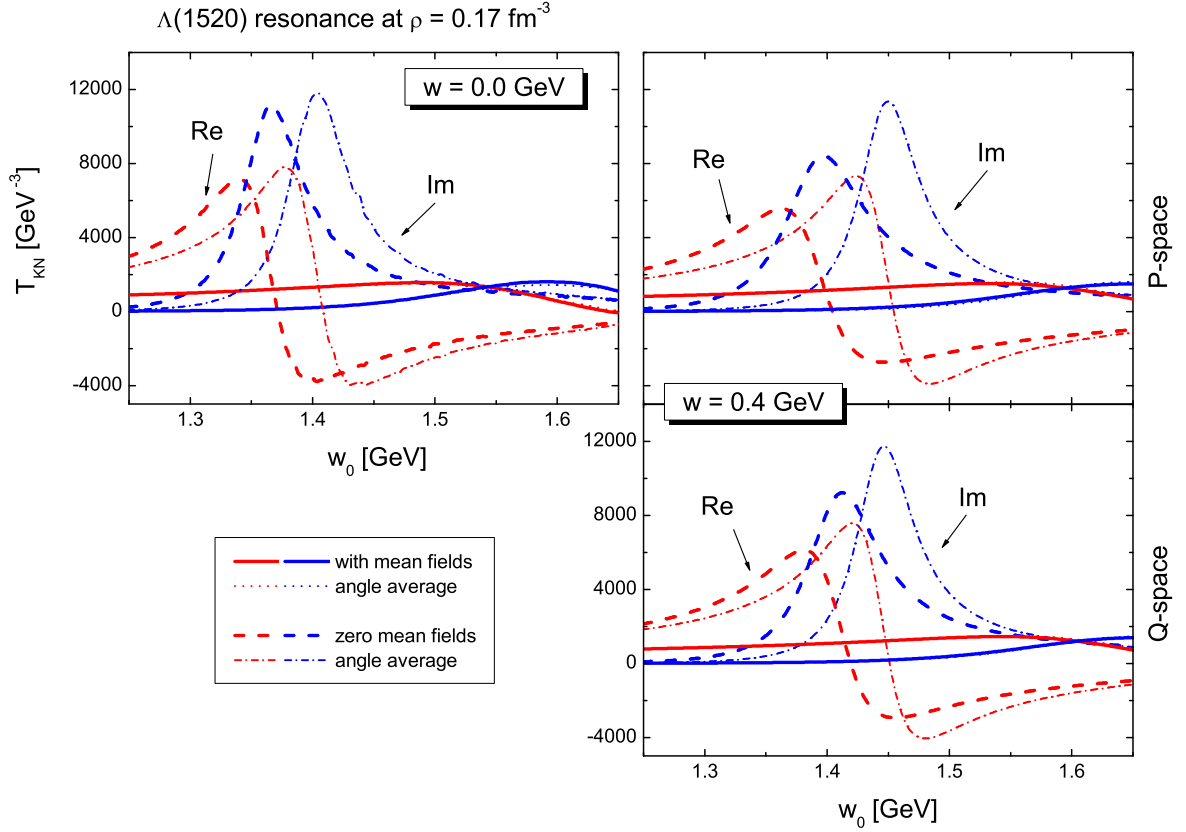 Λ(1520) resonance at ρ = 0.17 fm⁻³
w = 0.0 GeV
Re
Im
12000
8000
4000
0
-4000
T_KN [GeV⁻³]
1.3 1.4 1.5 1.6
w₀ [GeV]
Re
Im
P-space
w = 0.4 GeV
Re
Im
12000
8000
4000
0
-4000
Q-space
1.3 1.4 1.5 1.6
w₀ [GeV]
with mean fields
angle average
zero mean fields
angle average